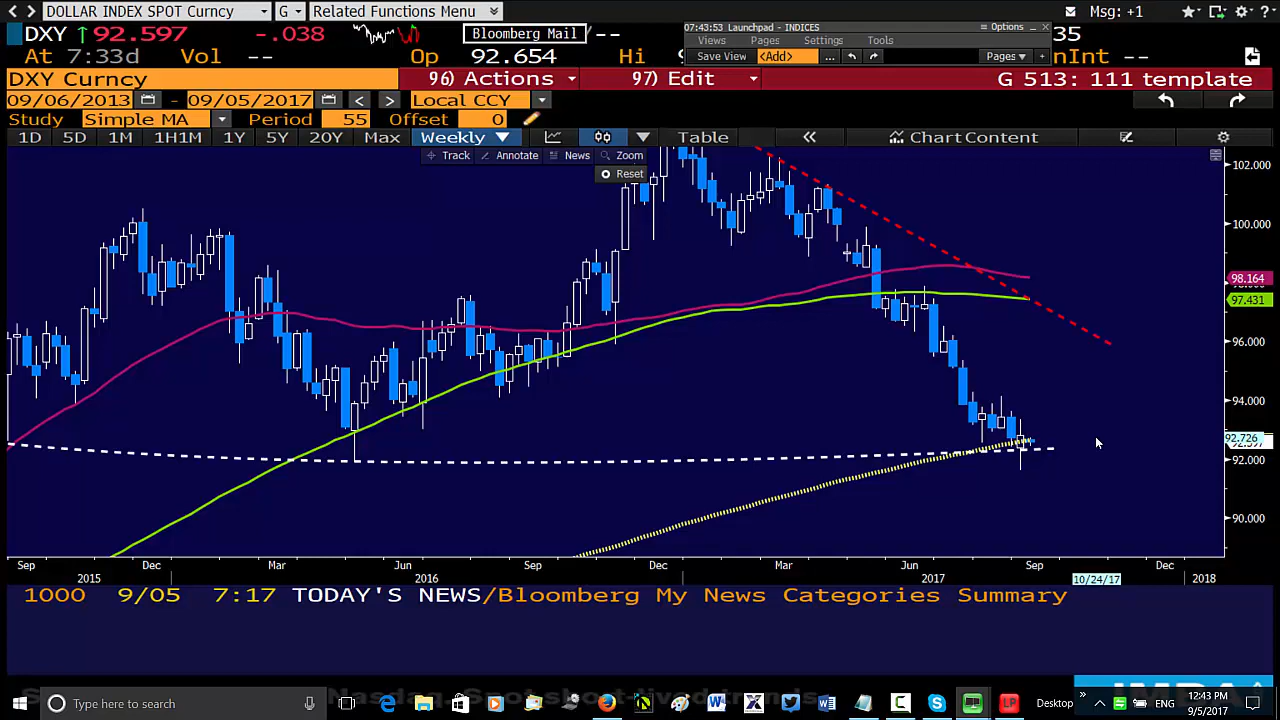 DOLLAR INDEX SPOT Curncy G Related Functions Menu Msg: +1
DXY 92.597 -.038 Bloomberg Mail /-- 35
07:43:53 Launchpad - INDICES Options
Views Pages Settings Tools
Save View <Add> ... Pages +
At 7:33d Vol -- Op 92.654 Hi nInt --
DXY Curncy 96) Actions 97) Edit G 513: 111 template
09/06/2013 - 09/05/2017 < > Local CCY
Study Simple MA Period 55 Offset 0
1D 5D 1M 1H1M 1Y 5Y 20Y Max Weekly Table « Chart Content
Track Annotate News Zoom
Reset
102.000
100.000
98.164
97.431
96.000
94.000
92.726
92.000
90.000
Sep Dec Mar Jun Sep Dec Mar Jun Sep Dec
2015 2016 2017 10/24/17 2018
1000 9/05 7:17 TODAY'S NEWS/Bloomberg My News Categories Summary
Type here to search Desktop ENG
12:43 PM
9/5/2017